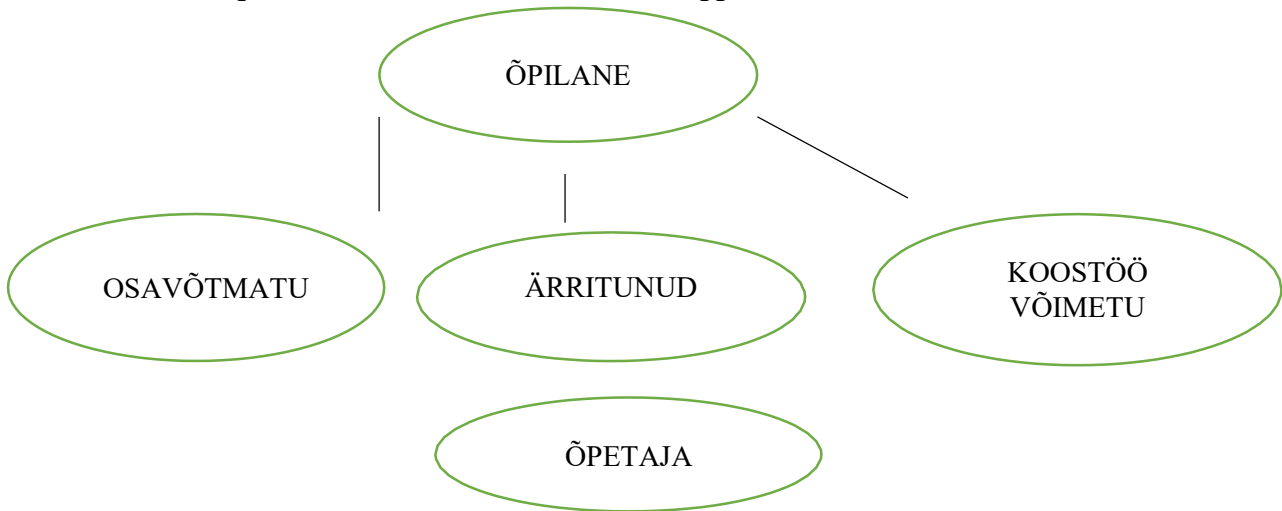 ÕPILANE
OSAVÕTMATU
ÄRRITUNUD
KOOSTÖÖ
VÕIMETU
ÕPETAJA